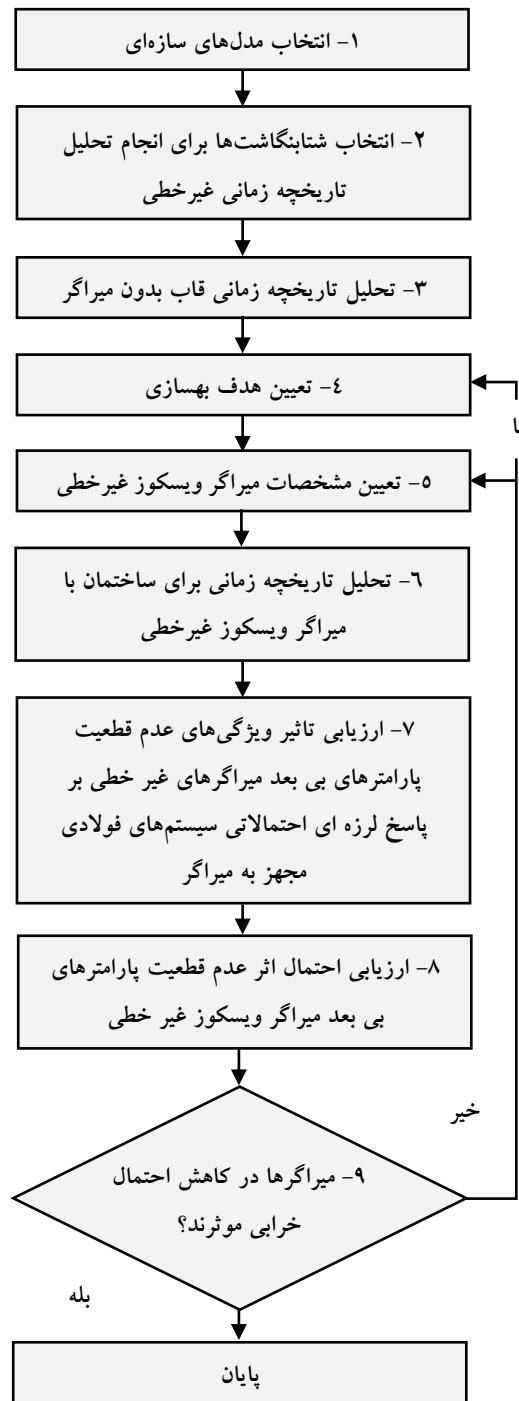 ۱- انتخاب مدل‌های سازه‌ای
۲- انتخاب شتابنگاشت‌ها برای انجام تحلیل
تاریخچه زمانی غیرخطی
۳- تحلیل تاریخچه زمانی قاب بدون میراگر
٤- تعیین هدف بهسازی
٥- تعیین مشخصات میراگر ویسکوز غیرخطی
٦- تحلیل تاریخچه زمانی برای ساختمان با
میراگر ویسکوز غیرخطی
۷- ارزیابی تاثیر ویژگی‌های عدم قطعیت
پارامترهای بی بعد میراگرهای غیر خطی بر
پاسخ لرزه ای احتمالاتی سیستم‌های فولادی
مجهز به میراگر
۸- ارزیابی احتمال اثر عدم قطعیت پارامترهای
بی بعد میراگر ویسکوز غیر خطی
۹- میراگرها در کاهش احتمال
خرابی موثرند؟
خیر
بله
پایان